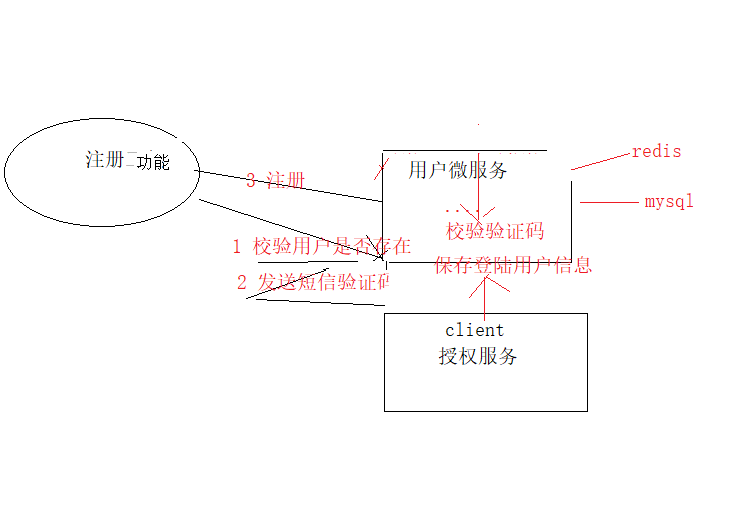 注册 功能
3 注册
1 校验用户是否存在
2 发送短信验证码
用户微服务
....
校验验证码
保存登陆用户信息
redis
mysql
client
授权服务